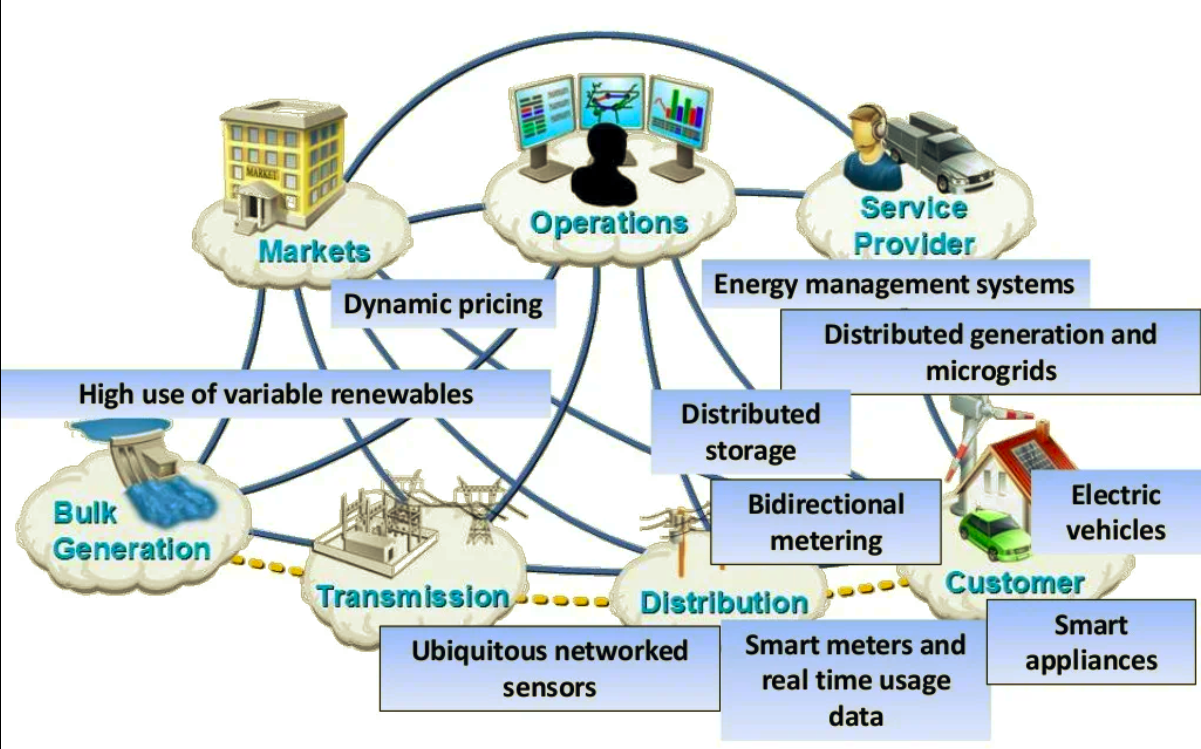 MARKET
Markets
Operations
Service
Provider
Dynamic pricing
Energy management systems
Distributed generation and
microgrids
High use of variable renewables
Distributed
storage
Bidirectional
metering
Electric
vehicles
Bulk
Generation
Transmission
Distribution
Customer
Ubiquitous networked
sensors
Smart meters and
real time usage
data
Smart
appliances